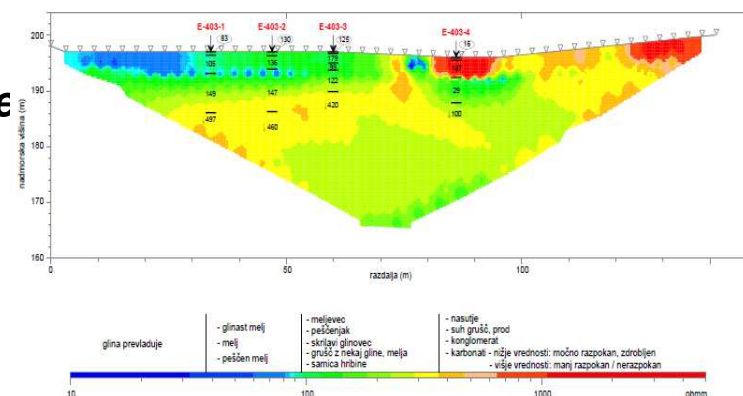 e
E-403-1 E-403-2 E-403-3 E-403-4
83 130 125 16
200
190
180
170
160
105 136 179
149 147 122 29
497 460 420 100
nadmorska višina (m)
0 50 100
razdalja (m)
glina prevladuje
- glinast melj
- melj
- peščen melj
- meljevec
- peščenjak
- skrilavi glinovec
- grušč z nekaj gline, melja
- samica hribine
- nasutje
- suh grušč, prod
- konglomerat
- karbonati - nižje vrednosti: močno razpokan, zdrobljen
- višje vrednosti: manj razpokan / nerazpokan
10 100 1000 ohmm